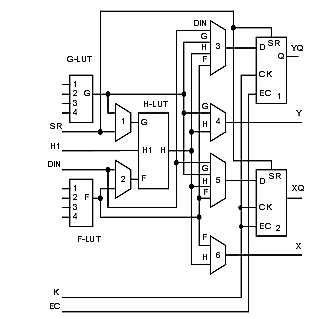 DIN
SR
G
3
D
YQ
H
Q
G-LUT
F
1
CK
2
G
H-LUT
EC
1
3
4
G
1
G
4
Y
SR
H
H1
H1
H
DIN
G
SR
D
1
2
F
H
5
XQ
2
F
F
3
CK
4
F-LUT
EC
2
F
X
H
6
K
EC